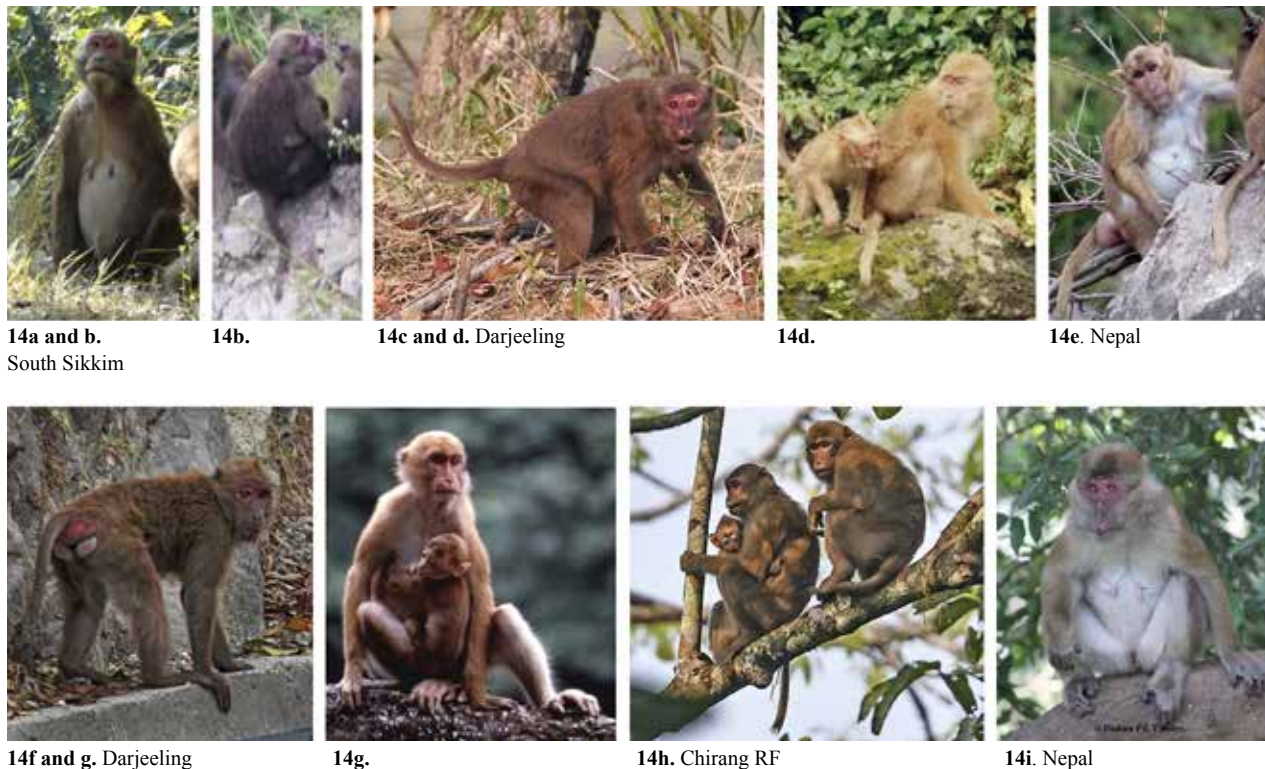 14a and b.
South Sikkim
14b.
14c and d. Darjeeling
14d.
14e. Nepal
14f and g. Darjeeling
14g.
14h. Chirang RF
14i. Nepal